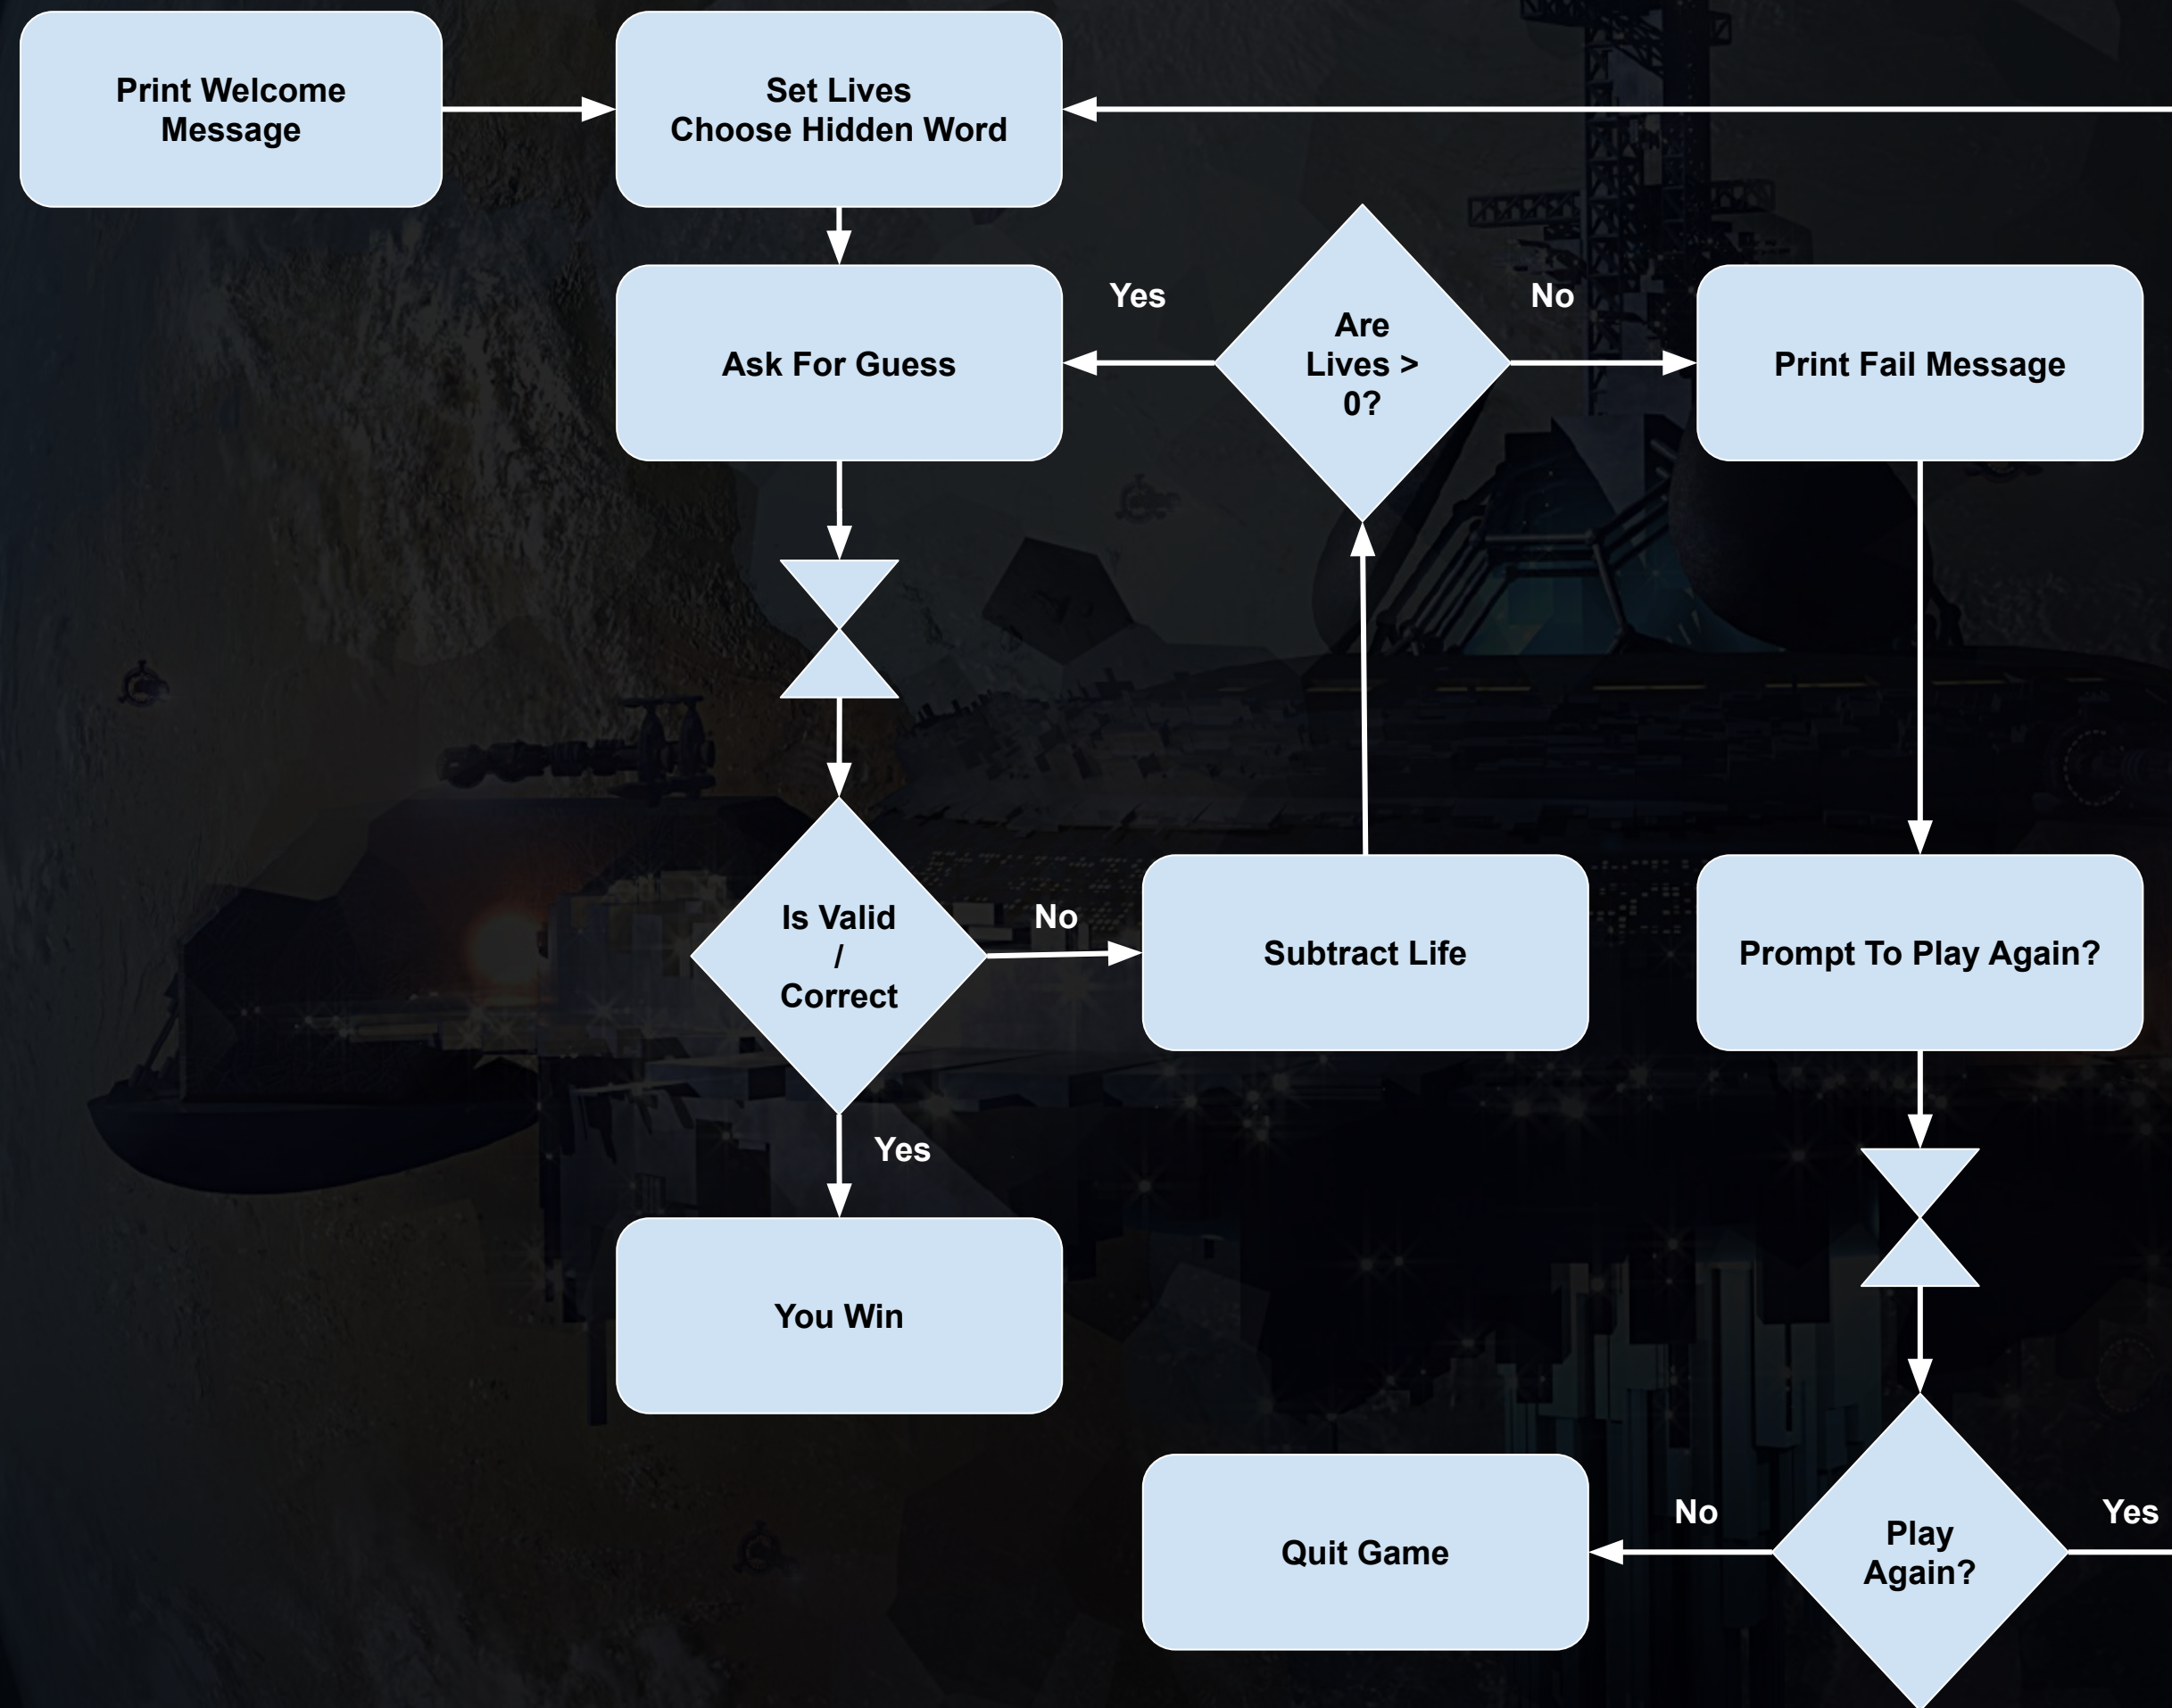 Print Welcome
Message
Set Lives
Choose Hidden Word
Ask For Guess
Yes
Are
Lives >
0?
No
Print Fail Message
Is Valid
/
Correct
No
Subtract Life
Prompt To Play Again?
Yes
You Win
Quit Game
No
Play
Again?
Yes